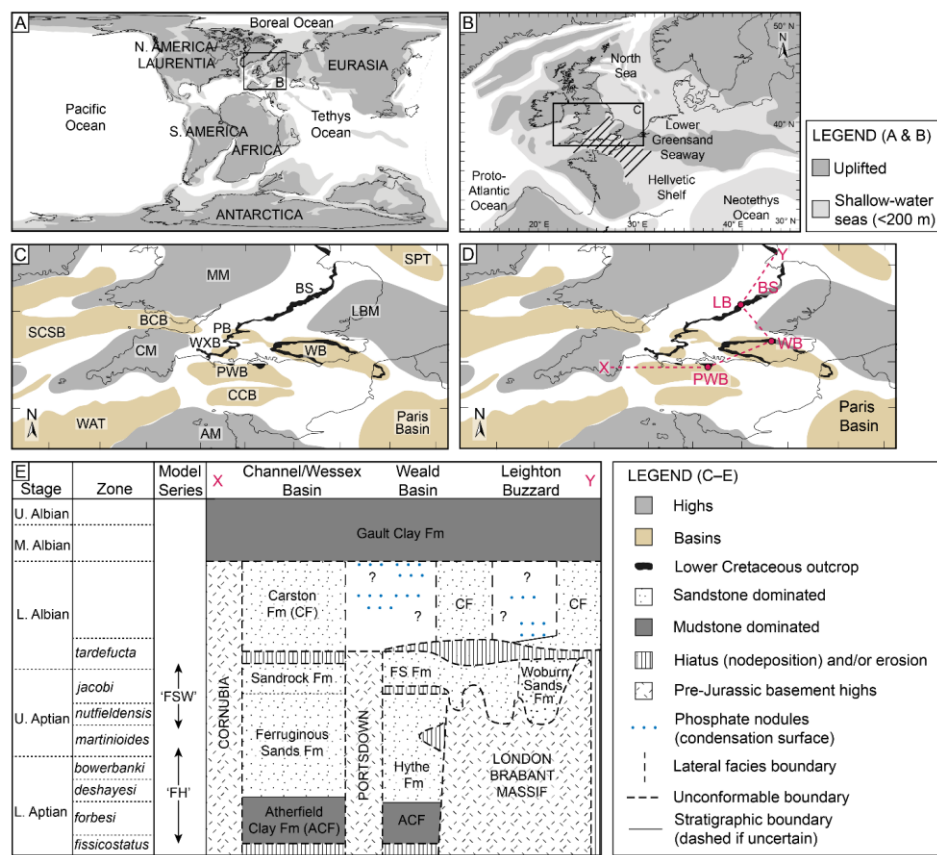 A
Boreal Ocean
N. AMERICA/
LAURENTIA
EURASIA
B
Pacific
Ocean
Tethys
Ocean
S. AMERICA
AFRICA
ANTARCTICA
B
50° N
N
North
Sea
C
40° N
Lower
Greensand
Seaway
Proto-
Atlantic
Ocean
Hellvetic
Shelf
Neotethys
Ocean
20° E
30° E
30° N
LEGEND (A & B)
Uplifted
Shallow-water
seas (<200 m)
C
MM
SPT
BS
LBM
BCB
PB
SCSB
WXB
CM
WB
PWB
CCB
N
WAT
AM
Paris
Basin
D
Y
BS
LB
WB
X
PWB
N
Paris
Basin
E
Stage
Zone
Model
Series
X
Channel/Wessex
Basin
Weald
Basin
Leighton
Buzzard
Y
U. Albian
M. Albian
Gault Clay Fm
L. Albian
Carston
Fm (CF)
?
?
CF
?
?
CF
tardefucta
U. Aptian
jacobi
nutfieldensis
martinioides
'FSW'
Sandrock Fm
FS Fm
Woburn
Sands
Fm
CORNUBIA
Ferruginous
Sands Fm
PORTSDOWN
Hythe
Fm
LONDON
BRABANT
MASSIF
L. Aptian
bowerbanki
deshayesi
forbesi
fissicostatus
'FH'
Atherfield
Clay Fm (ACF)
ACF
LEGEND (C–E)
Highs
Basins
Lower Cretaceous outcrop
Sandstone dominated
Mudstone dominated
Hiatus (nodeposition) and/or erosion
Pre-Jurassic basement highs
Phosphate nodules
(condensation surface)
Lateral facies boundary
Unconformable boundary
Stratigraphic boundary
(dashed if uncertain)